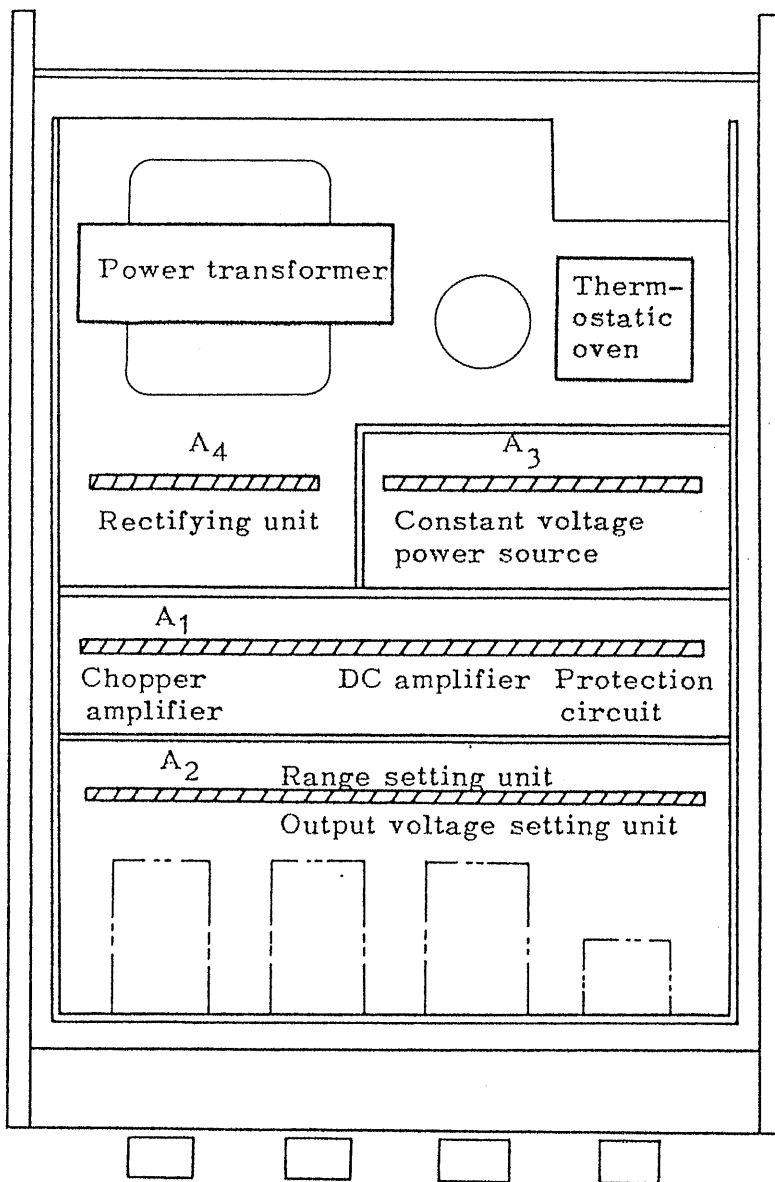 Power transformer
Therm-
ostatic
oven
A4
A3
Rectifying unit
Constant voltage
power source
A1
Chopper
amplifier
DC amplifier
Protection
circuit
A2
Range setting unit
Output voltage setting unit